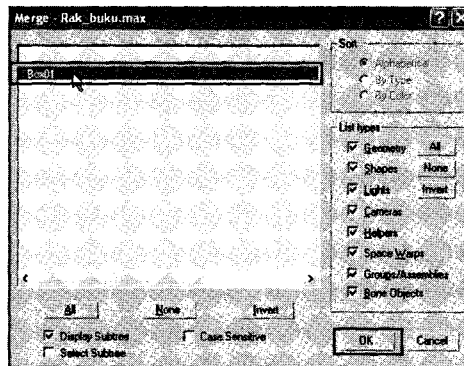 Merge - Rak_buku.max
Box01
All None Invert
Display Subtree Case Sensitive
Select Subtree
Sort
Alphabetical
By Type
By Color
List types
Geometry All
Shapes None
Lights Invert
Cameras
Helpers
Space Warps
Groups/Assemblies
Bone Objects
OK Cancel